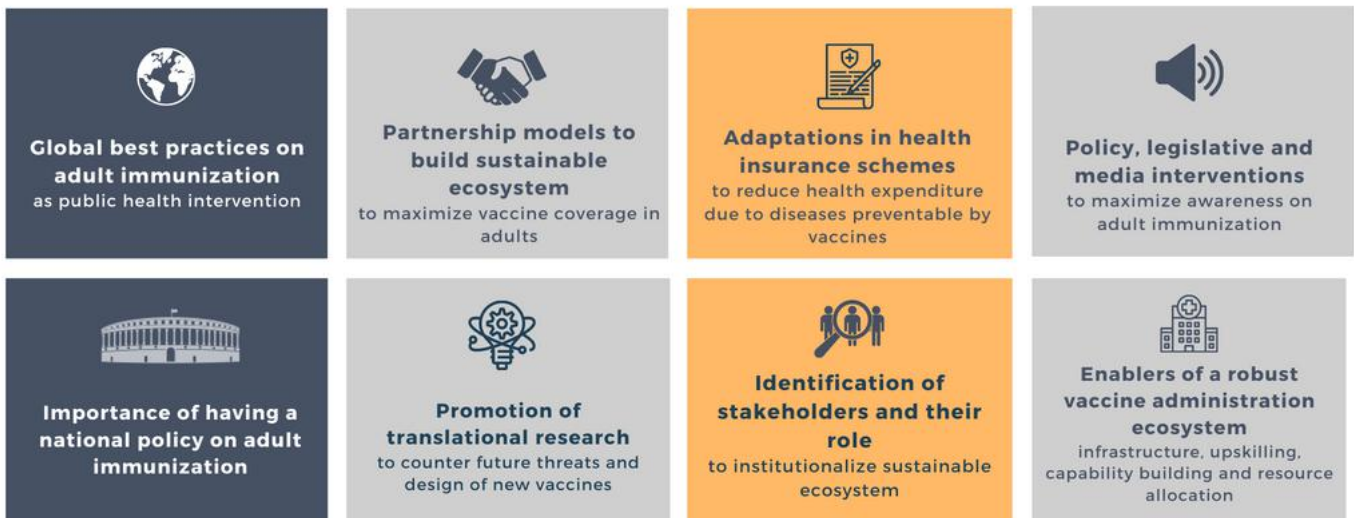 Global best practices on
adult immunization
as public health intervention
Partnership models to
build sustainable
ecosystem
to maximize vaccine coverage in
adults
Adaptations in health
insurance schemes
to reduce health expenditure
due to diseases preventable by
vaccines
Policy, legislative and
media interventions
to maximize awareness on
adult immunization
Importance of having a
national policy on adult
immunization
Promotion of
translational research
to counter future threats and
design of new vaccines
Identification of
stakeholders and their
role
to institutionalize sustainable
ecosystem
Enablers of a robust
vaccine administration
ecosystem
infrastructure, upskilling,
capability building and resource
allocation